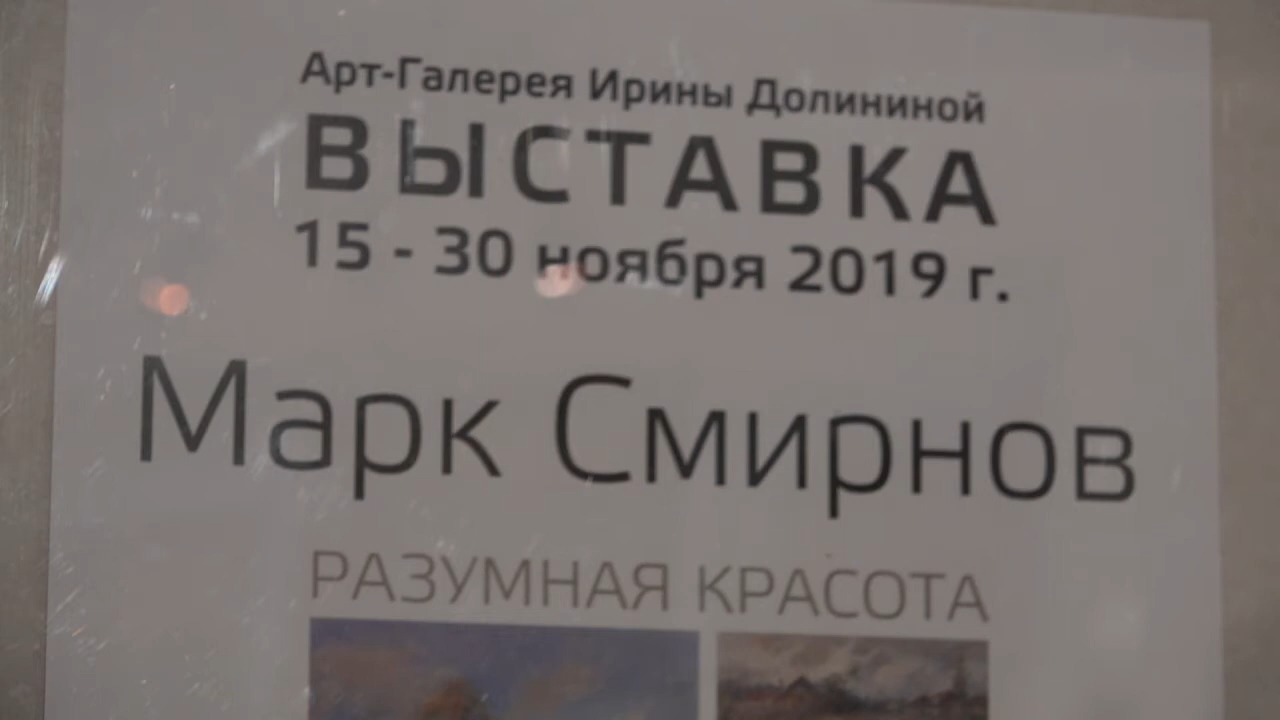 Арт-Галерея Ирины Долининой
ВЫСТАВКА
15 - 30 ноября 2019 г.
Марк Смирнов
РАЗУМНАЯ КРАСОТА